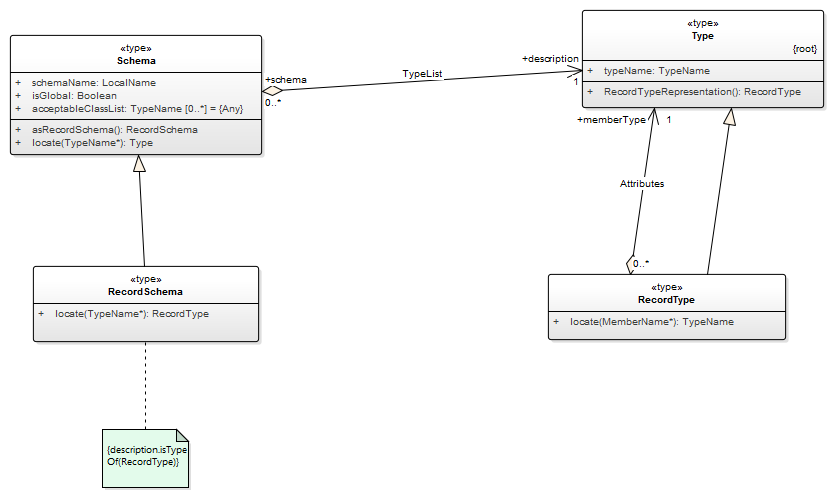 «type»
Schema
+ schemaName: LocalName
+ isGlobal: Boolean
+ acceptableClassList: TypeName [0..*] = {Any}
+ asRecordSchema(): RecordSchema
+ locate(TypeName*): Type
+schema
0..*
TypeList
+description
1
«type»
Type
{root}
+ typeName: TypeName
+ RecordTypeRepresentation(): RecordType
+memberType
1
Attributes
0..*
«type»
RecordSchema
+ locate(TypeName*): RecordType
«type»
RecordType
+ locate(MemberName*): TypeName
{description.isType
Of(RecordType)}